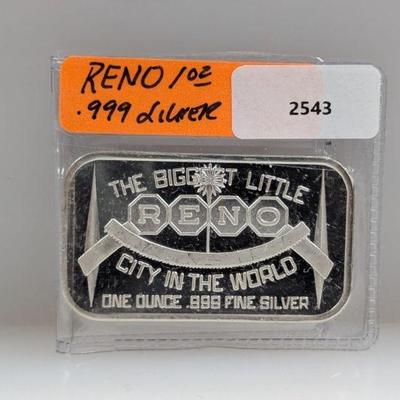 RENO 1oz
.999 SILVER
2543
THE BIGGEST LITTLE
RENO
CITY IN THE WORLD
ONE OUNCE .999 FINE SILVER